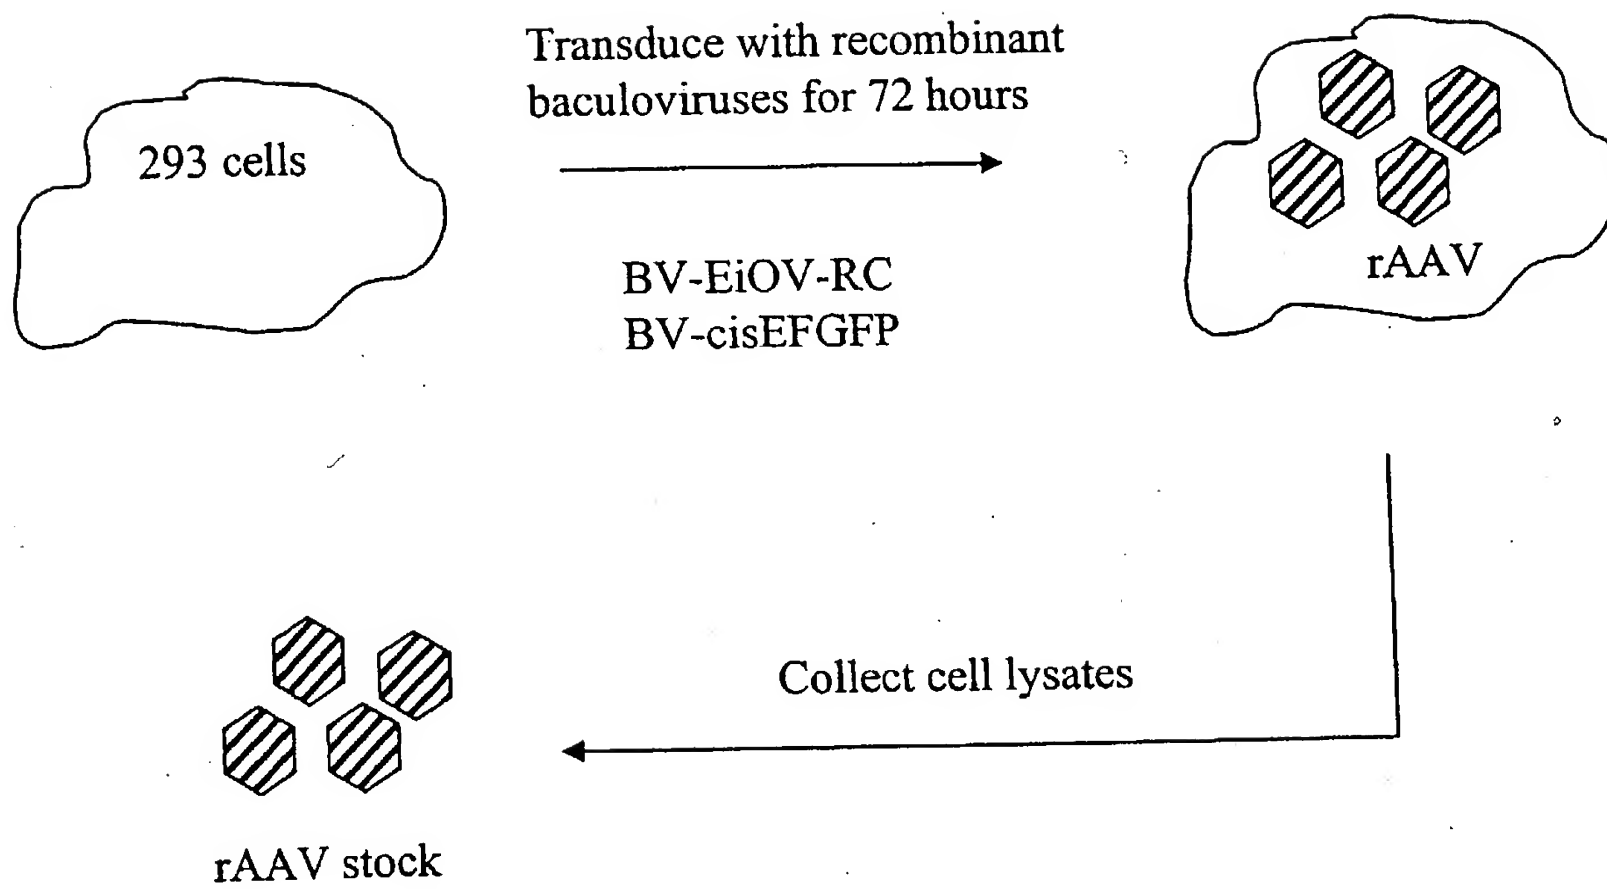 Transduce with recombinant
baculoviruses for 72 hours
293 cells
BV-EiOV-RC
BV-cisEFGFP
rAAV
Collect cell lysates
rAAV stock